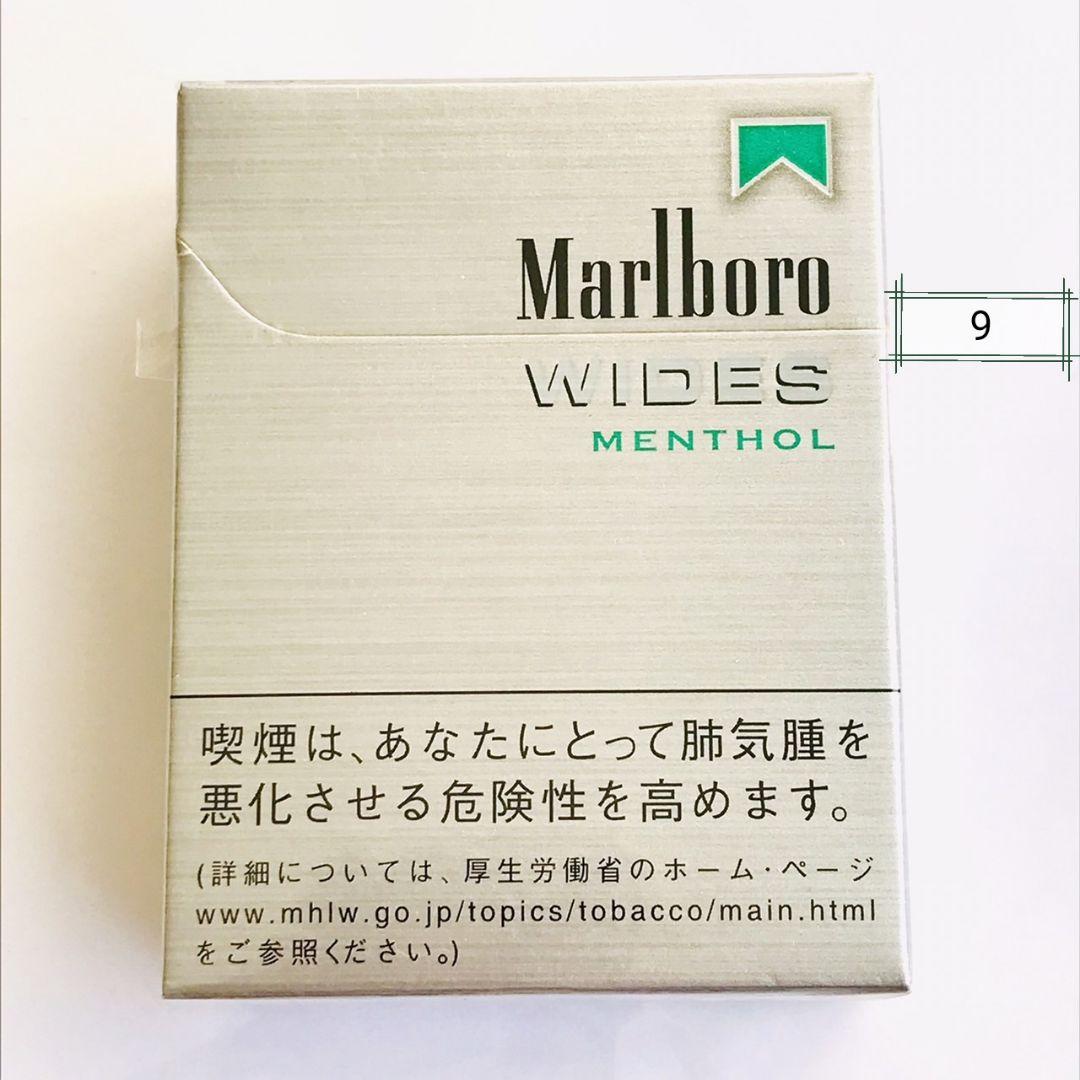 Marlboro
9
WIDES
MENTHOL
喫煙は、あなたにとって肺気腫を
悪化させる危険性を高めます。
(詳細については、厚生労働省のホーム・ページ
www.mhlw.go.jp/topics/tobacco/main.html
をご参照ください。)